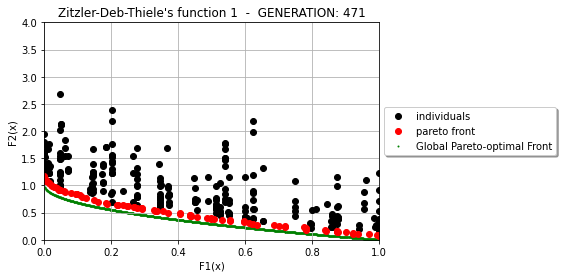 Zitzler-Deb-Thiele's function 1 - GENERATION: 471
4.0
3.5
3.0
2.5
2.0
1.5
1.0
0.5
0.0
F2(x)
0.0 0.2 0.4 0.6 0.8 1.0
F1(x)
individuals
pareto front
Global Pareto-optimal Front